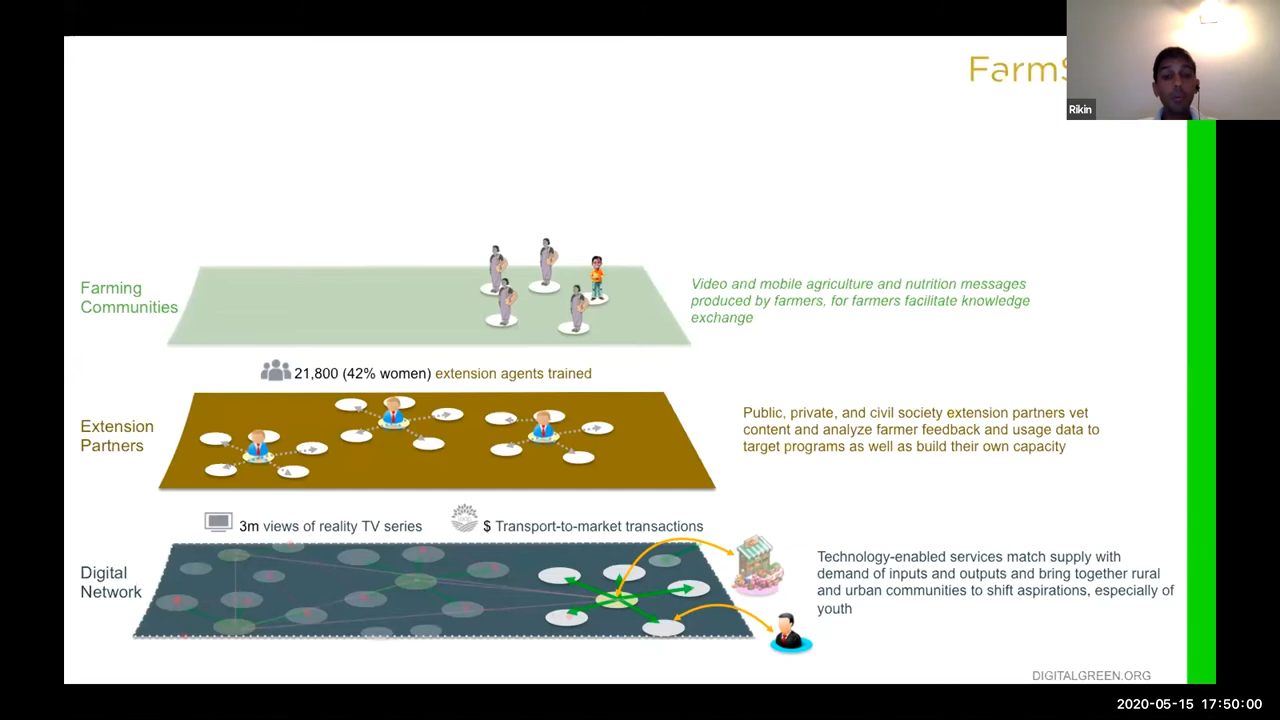 Rikin
Farming
Communities
Video and mobile agriculture and nutrition messages
produced by farmers, for farmers facilitate knowledge
exchange
21,800 (42% women) extension agents trained
Extension
Partners
Public, private, and civil society extension partners vet
content and analyze farmer feedback and usage data to
target programs as well as build their own capacity
3m views of reality TV series
$ Transport-to-market transactions
Digital
Network
Technology-enabled services match supply with
demand of inputs and outputs and bring together rural
and urban communities to shift aspirations, especially of
youth
DIGITALGREEN.ORG
2020-05-15 17:50:00